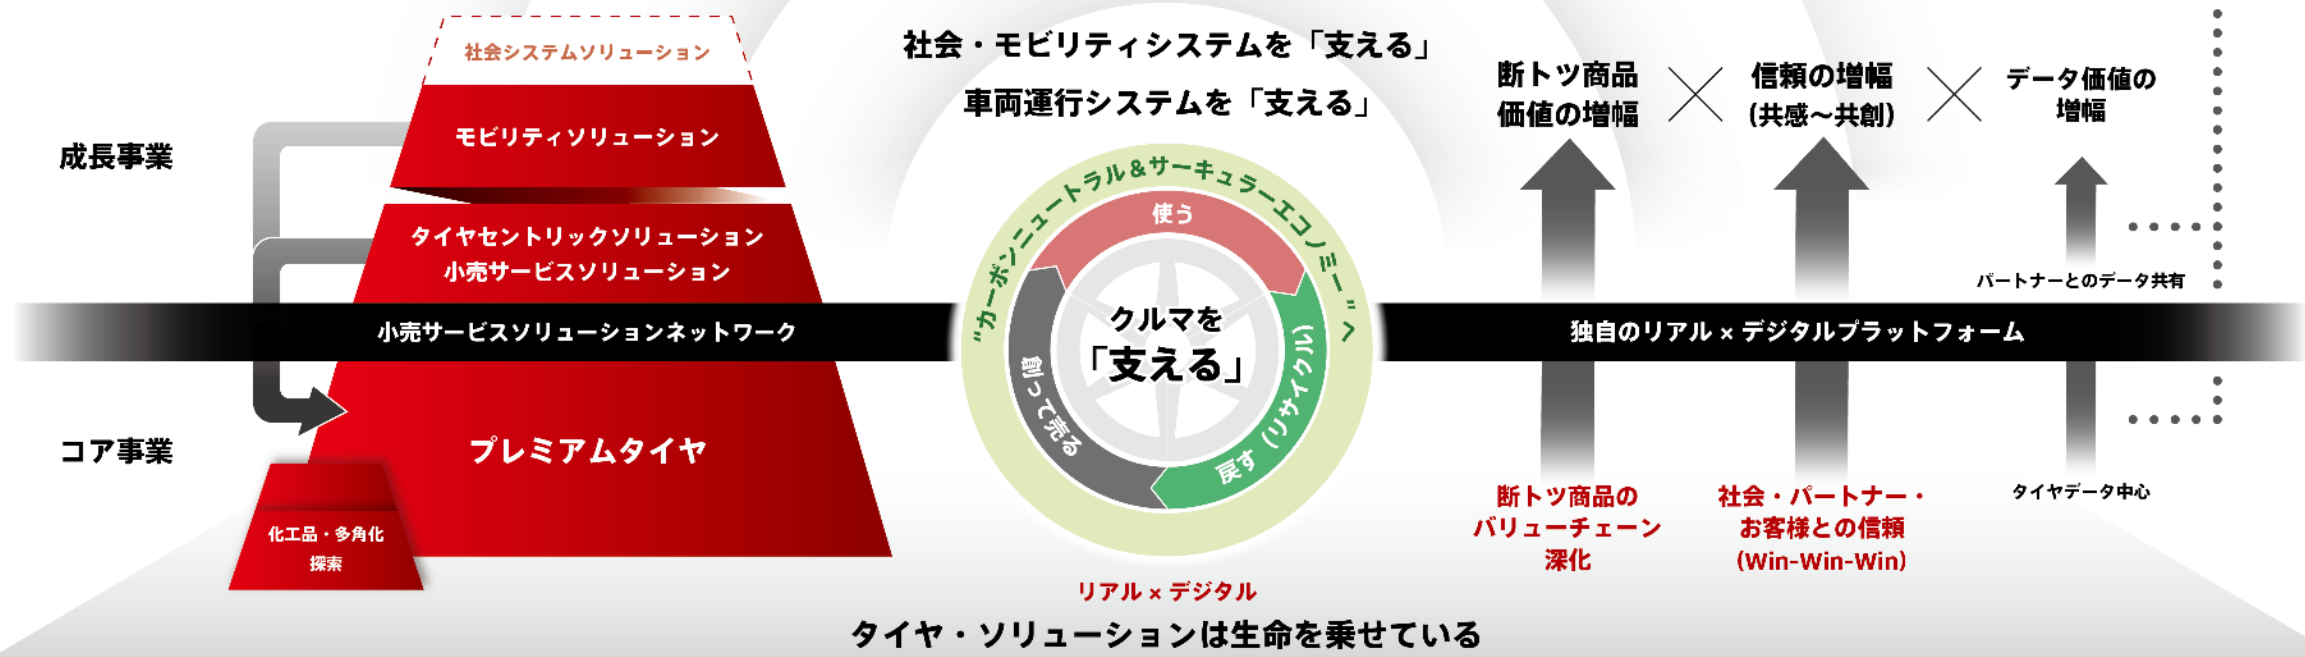 社会システムソリューション
モビリティソリューション
成長事業
タイヤセントリックソリューション
小売サービスソリューション
小売サービスソリューションネットワーク
コア事業
プレミアムタイヤ
化工品・多角化
探索
社会・モビリティシステムを「支える」
車両運行システムを「支える」
"カーボンニュートラル&サーキュラーエコノミー"へ
使う
クルマを
「支える」
創って売る
戻す(リサイクル)
リアル×デジタル
タイヤ・ソリューションは生命を乗せている
断トツ商品
価値の増幅
信頼の増幅
(共感～共創)
データ価値の
増幅
パートナーとのデータ共有
独自のリアル×デジタルプラットフォーム
断トツ商品の
バリューチェーン
深化
社会・パートナー・
お客様との信頼
(Win-Win-Win)
タイヤデータ中心